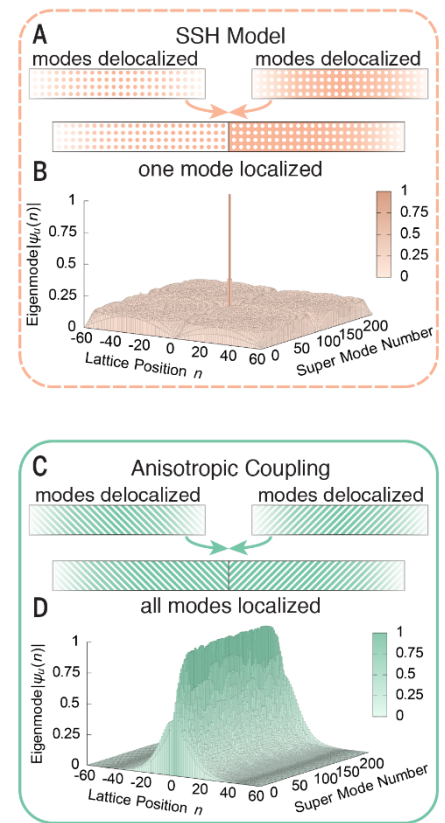 A
SSH Model
modes delocalized modes delocalized
B
one mode localized
Eigenmode|ψu(n)|
1
0.75
0.5
0.25
0
-60 -40 -20 0 20 40 60
Lattice Position n
0 50 100 150 200
Super Mode Number
1
0.75
0.5
0.25
0
C
Anisotropic Coupling
modes delocalized modes delocalized
D
all modes localized
Eigenmode|ψu(n)|
1
0.75
0.5
0.25
0
-60 -40 -20 0 20 40 60
Lattice Position n
0 50 100 150 200
Super Mode Number
1
0.75
0.5
0.25
0